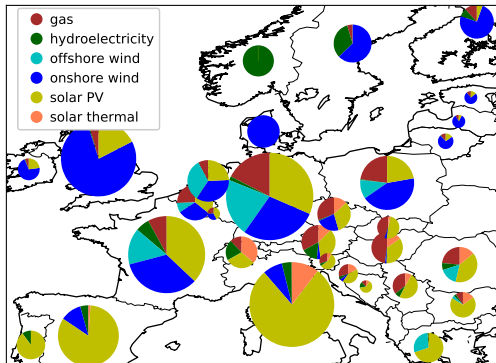 gas
hydroelectricity
offshore wind
onshore wind
solar PV
solar thermal